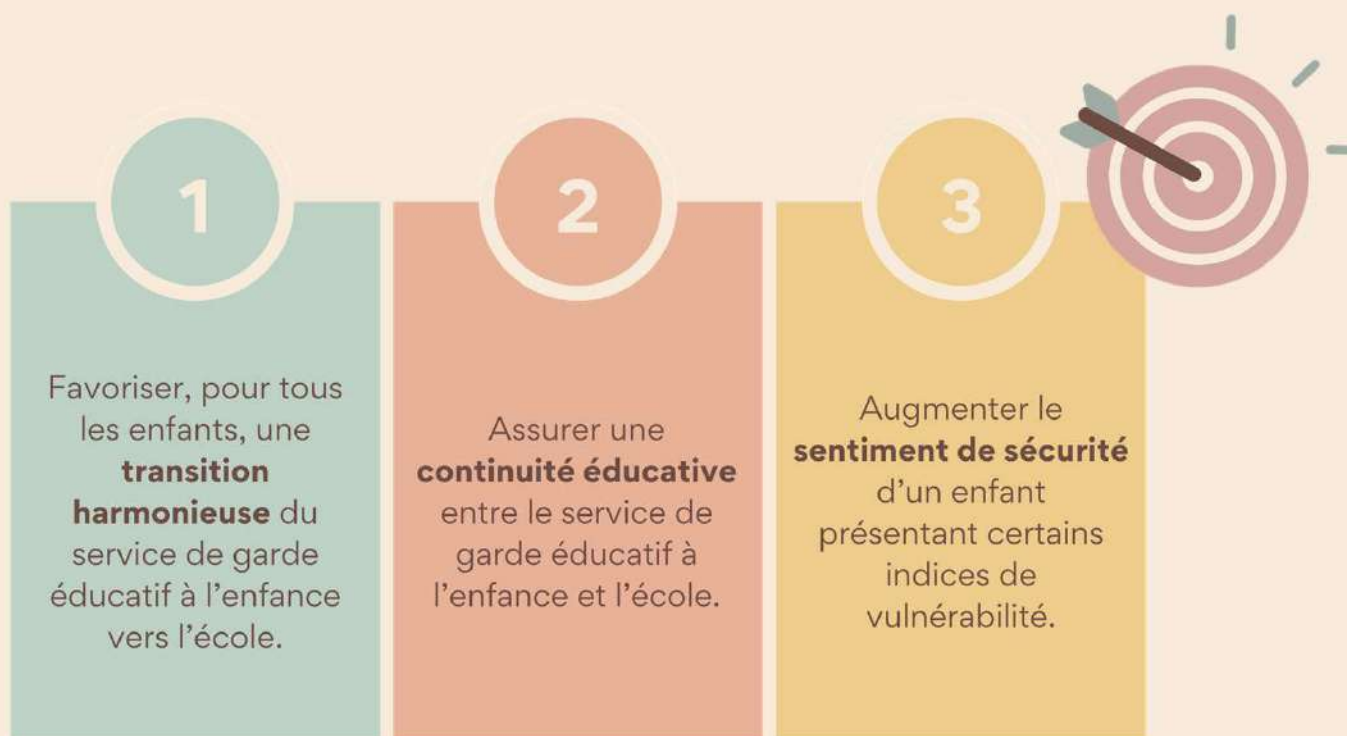 1
Favoriser, pour tous
les enfants, une
transition
harmonieuse du
service de garde
éducatif à l'enfance
vers l'école.
2
Assurer une
continuité éducative
entre le service de
garde éducatif à
l'enfance et l'école.
3
Augmenter le
sentiment de sécurité
d'un enfant
présentant certains
indices de
vulnérabilité.